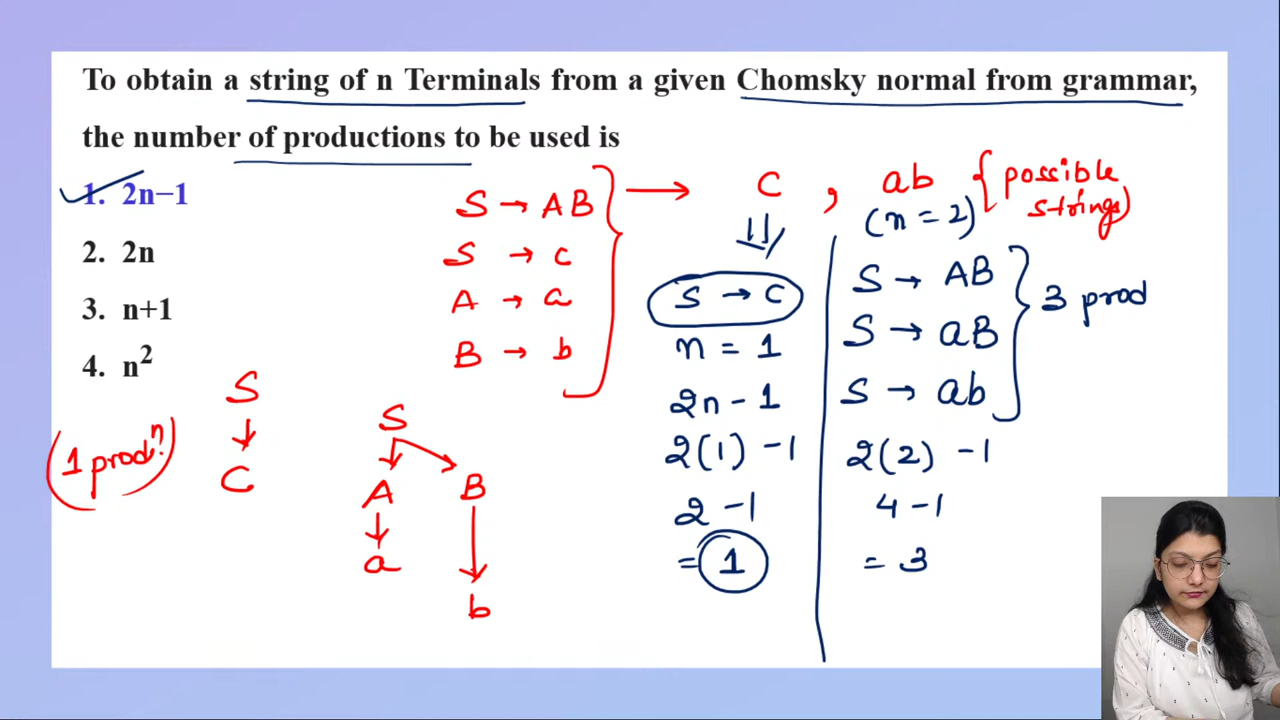 To obtain a string of n Terminals from a given Chomsky normal from grammar,
the number of productions to be used is
1. 2n−1
2. 2n
3. n+1
4. n²
S → AB
S → c
A → a
B → b
C , ab {possible strings}
(n = 2)
S → C
n = 1
2n - 1
2(1) - 1
2 - 1
= 1
S → AB
S → aB
S → ab
3 prod
2(2) - 1
4 - 1
= 3
(1 prodⁿ.)
S
C
S
A B
a
b